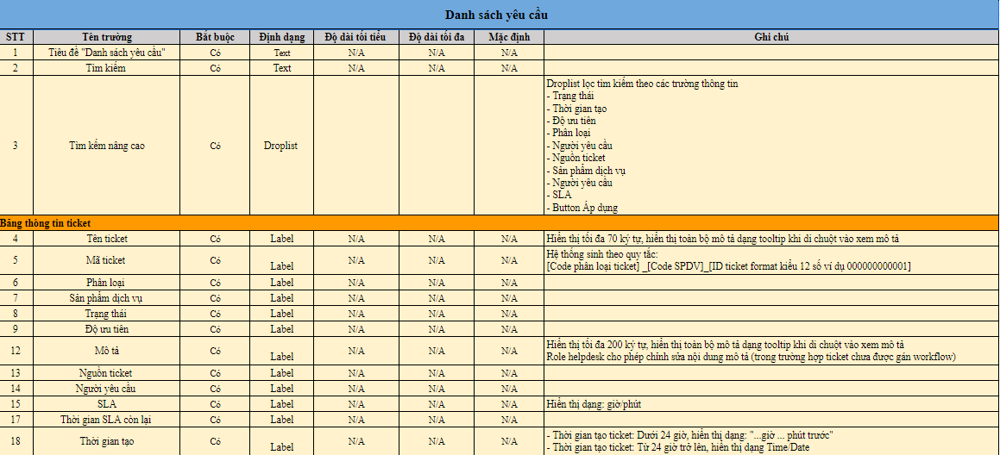 Danh sách yêu cầu
STT Tên trường Bắt buộc Định dạng Độ dài tối tiểu Độ dài tối đa Mặc định Ghi chú
1 Tiêu đề "Danh sách yêu cầu" Có Text N/A N/A N/A
2 Tìm kiếm Có Text N/A N/A N/A
3 Tìm kếm nâng cao Có Droplist
Droplist lọc tìm kiếm theo các trường thông tin
- Trạng thái
- Thời gian tạo
- Độ ưu tiên
- Phân loại
- Người yêu cầu
- Nguồn ticket
- Sản phẩm dịch vụ
- Người yêu cầu
- SLA
- Button Áp dụng
Bảng thông tin ticket
4 Tên ticket Có Label N/A N/A N/A Hiển thị tối đa 70 ký tự, hiển thị toàn bộ mô tả dạng tooltip khi di chuột vào xem mô tả
5 Mã ticket Có Label N/A N/A N/A Hệ thống sinh theo quy tắc:
[Code phân loại ticket] _[Code SPDV]_[ID ticket format kiểu 12 số ví dụ 000000000001]
6 Phân loại Có Label N/A N/A N/A
7 Sản phẩm dịch vụ Có Label N/A N/A N/A
8 Trạng thái Có Label N/A N/A N/A
9 Độ ưu tiên Có Label N/A N/A N/A
12 Mô tả Có Label N/A N/A N/A Hiển thị tối đa 200 ký tự, hiển thị toàn bộ mô tả dạng tooltip khi di chuột vào xem mô tả
Role helpdesk cho phép chỉnh sửa nội dung mô tả (trong trường hợp ticket chưa được gán workflow)
13 Nguồn ticket Có Label N/A N/A N/A
14 Người yêu cầu Có Label N/A N/A N/A
15 SLA Có Label N/A N/A N/A Hiển thị dạng: giờ/phút
17 Thời gian SLA còn lại Có Label N/A N/A N/A
18 Thời gian tạo Có Label N/A N/A N/A - Thời gian tạo ticket: Dưới 24 giờ, hiển thị dạng: "...giờ ... phút trước"
- Thời gian tạo ticket: Từ 24 giờ trở lên, hiển thị dạng Time/Date